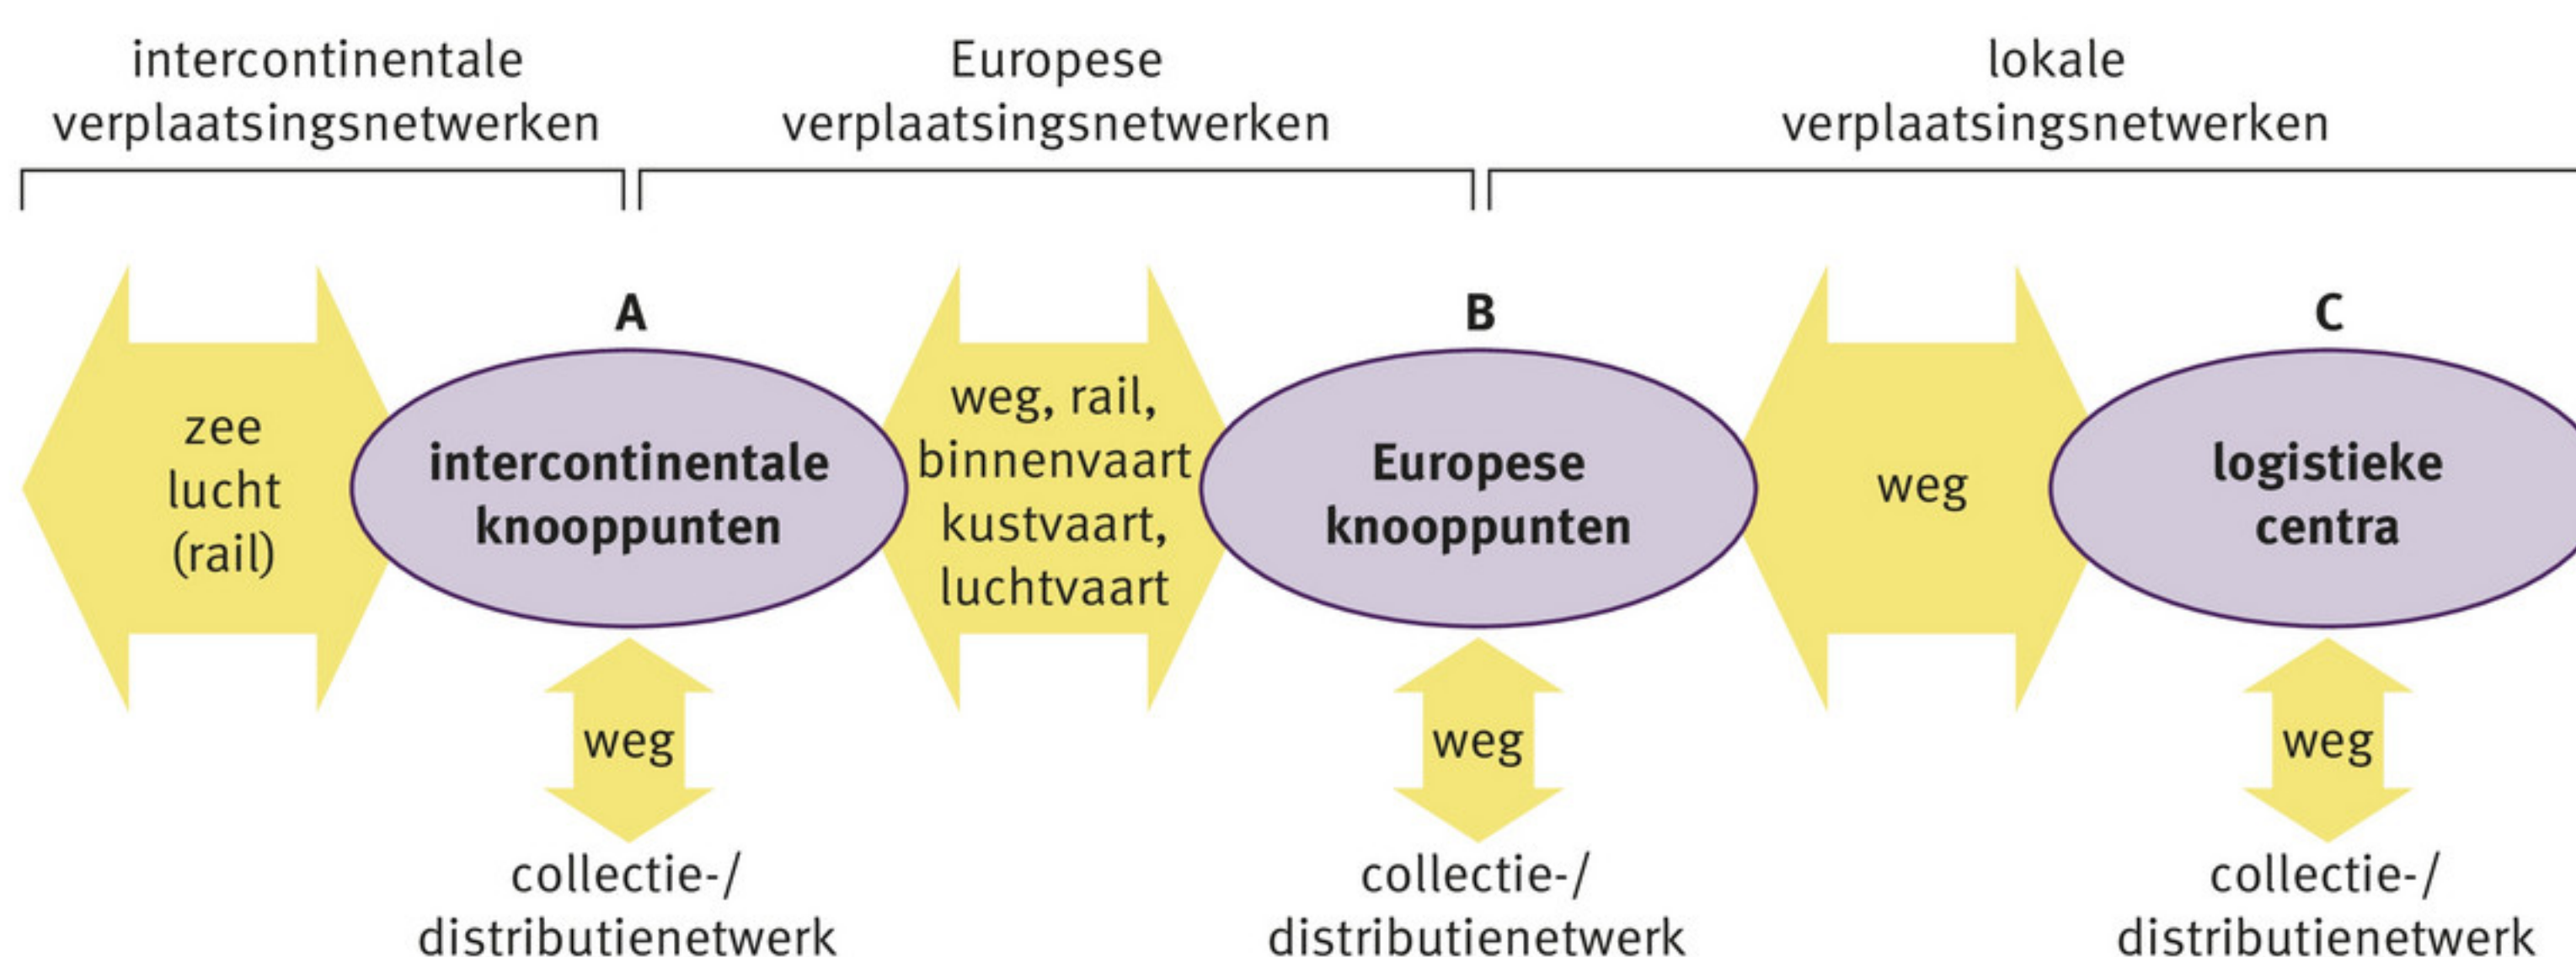 intercontinentale
verplaatsingsnetwerken
Europese
verplaatsingsnetwerken
lokale
verplaatsingsnetwerken
A
B
C
zee
lucht
(rail)
intercontinentale
knooppunten
weg, rail,
binnenvaart
kustvaart,
luchtvaart
Europese
knooppunten
weg
logistieke
centra
weg
weg
weg
collectie-/
distributienetwerk
collectie-/
distributienetwerk
collectie-/
distributienetwerk